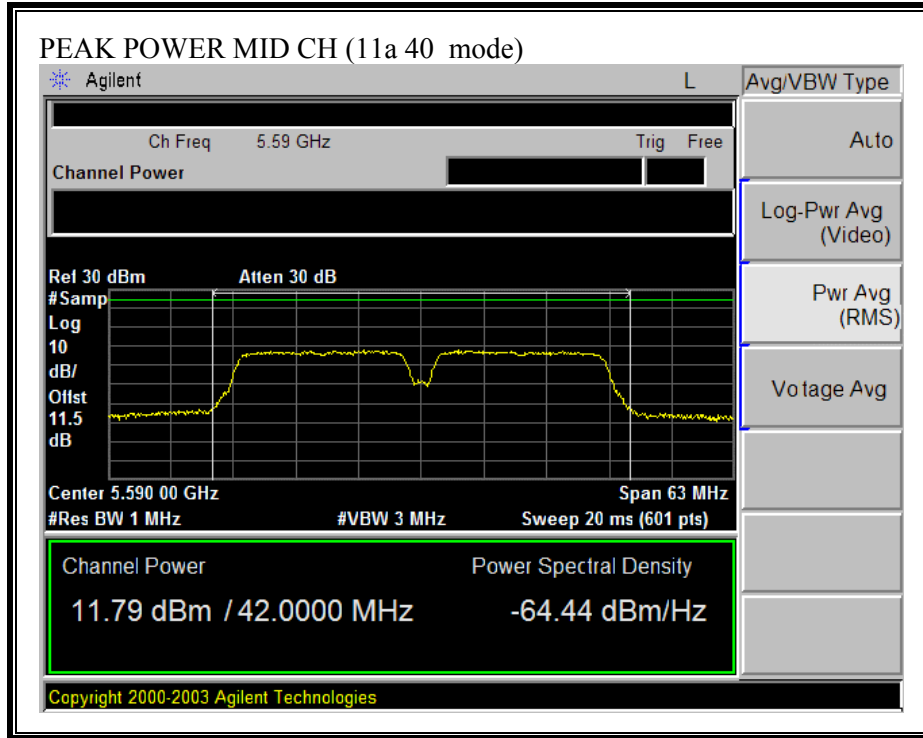 PEAK POWER MID CH (11a 40 mode)
Agilent L Avg/VBW Type
Ch Freq 5.59 GHz Trig Free
Channel Power
Auto
Log-Pwr Avg
(Video)
Pwr Avg
(RMS)
Vo tage Avg
Ref 30 dBm Atten 30 dB
#Samp
Log
10
dB/
Offst
11.5
dB
Center 5.590 00 GHz Span 63 MHz
#Res BW 1 MHz #VBW 3 MHz Sweep 20 ms (601 pts)
Channel Power Power Spectral Density
11.79 dBm / 42.0000 MHz -64.44 dBm/Hz
Copyright 2000-2003 Agilent Technologies